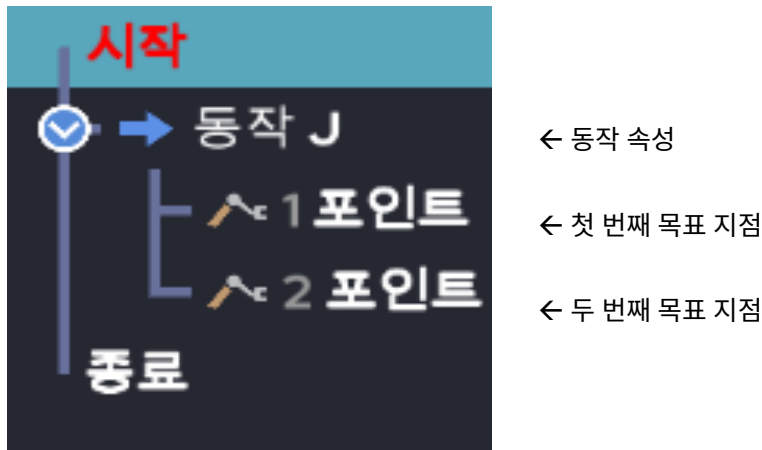 시작
동작 J ← 동작 속성
1 포인트 ← 첫 번째 목표 지점
2 포인트 ← 두 번째 목표 지점
종료